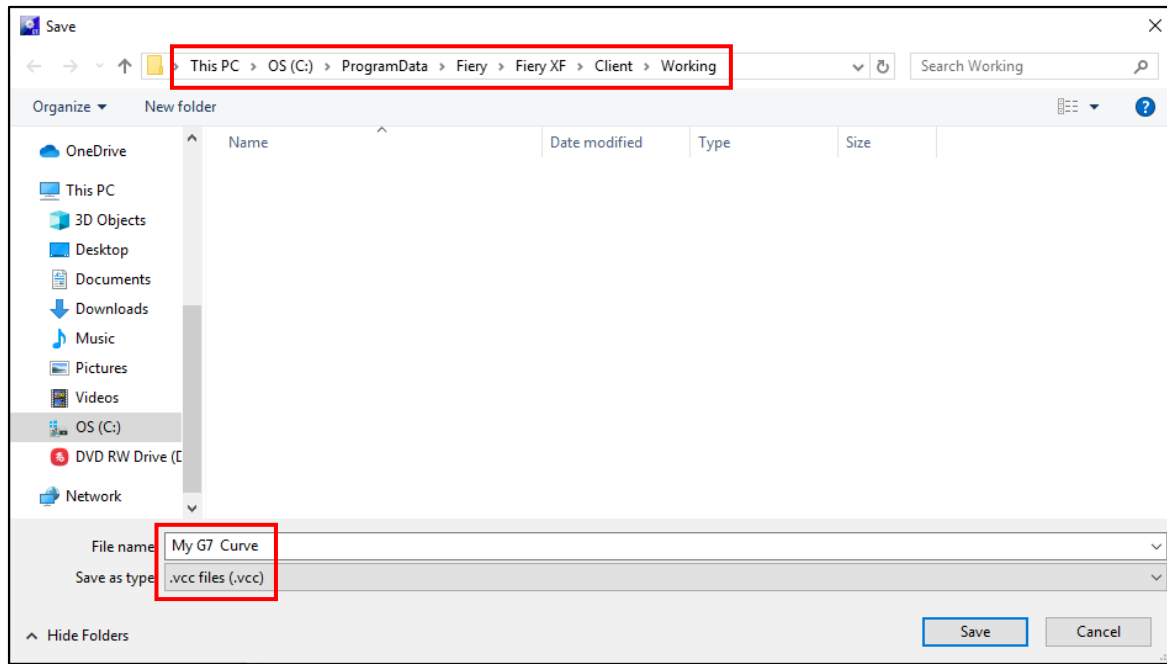 Save
This PC > OS (C:) > ProgramData > Fiery > Fiery XF > Client > Working
Search Working
Organize
New folder
Name
Date modified
Type
Size
OneDrive
This PC
3D Objects
Desktop
Documents
Downloads
Music
Pictures
Videos
OS (C:)
DVD RW Drive (D
Network
File name
My G7 Curve
Save as type
.vcc files (.vcc)
Hide Folders
Save
Cancel